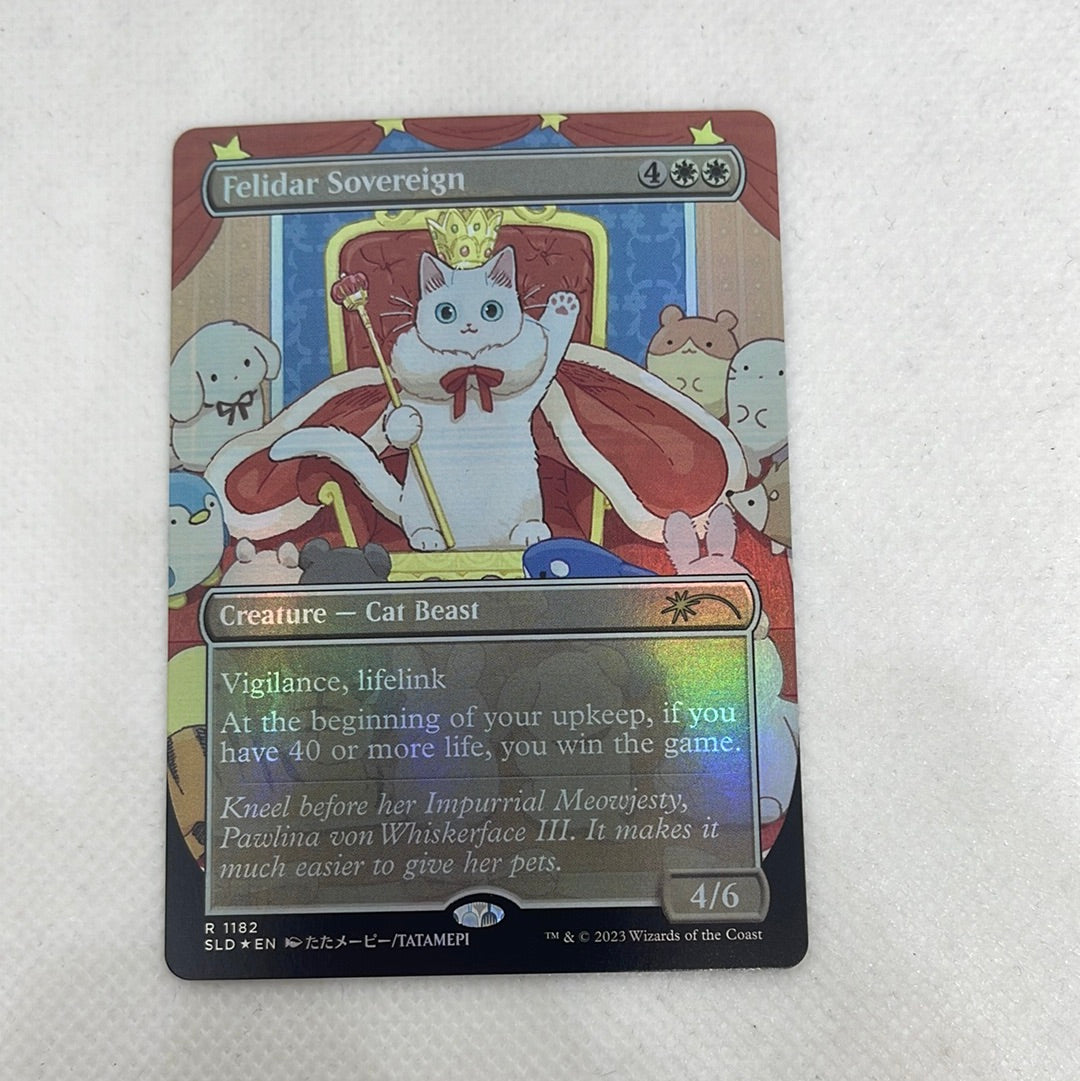 Felidar Sovereign 4
Creature — Cat Beast
Vigilance, lifelink
At the beginning of your upkeep, if you
have 40 or more life, you win the game.
Kneel before her Impurrial Meowjesty,
Pawlina von Whiskerface III. It makes it
much easier to give her pets.
4/6
R 1182
SLD★EN たたメーピー/TATAMEPI
™ & © 2023 Wizards of the Coast